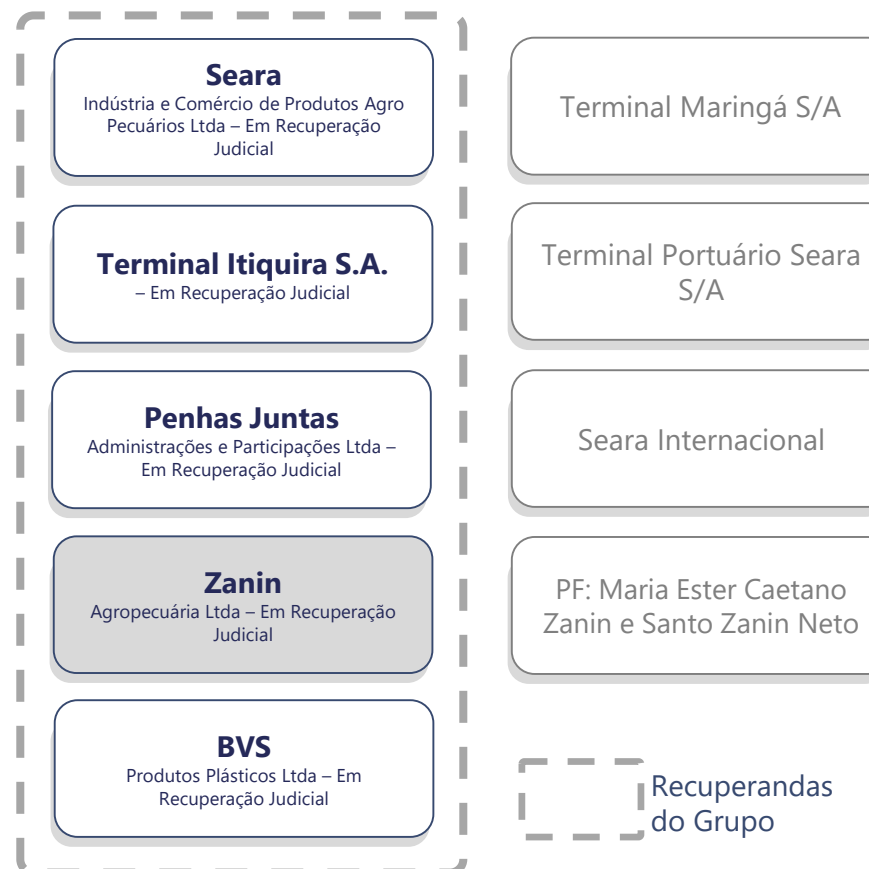 Seara
Indústria e Comércio de Produtos Agro
Pecuários Ltda – Em Recuperação
Judicial
Terminal Itiquira S.A.
– Em Recuperação Judicial
Penhas Juntas
Administrações e Participações Ltda –
Em Recuperação Judicial
Zanin
Agropecuária Ltda – Em Recuperação
Judicial
BVS
Produtos Plásticos Ltda – Em
Recuperação Judicial
Terminal Maringá S/A
Terminal Portuário Seara
S/A
Seara Internacional
PF: Maria Ester Caetano
Zanin e Santo Zanin Neto
Recuperandas
do Grupo